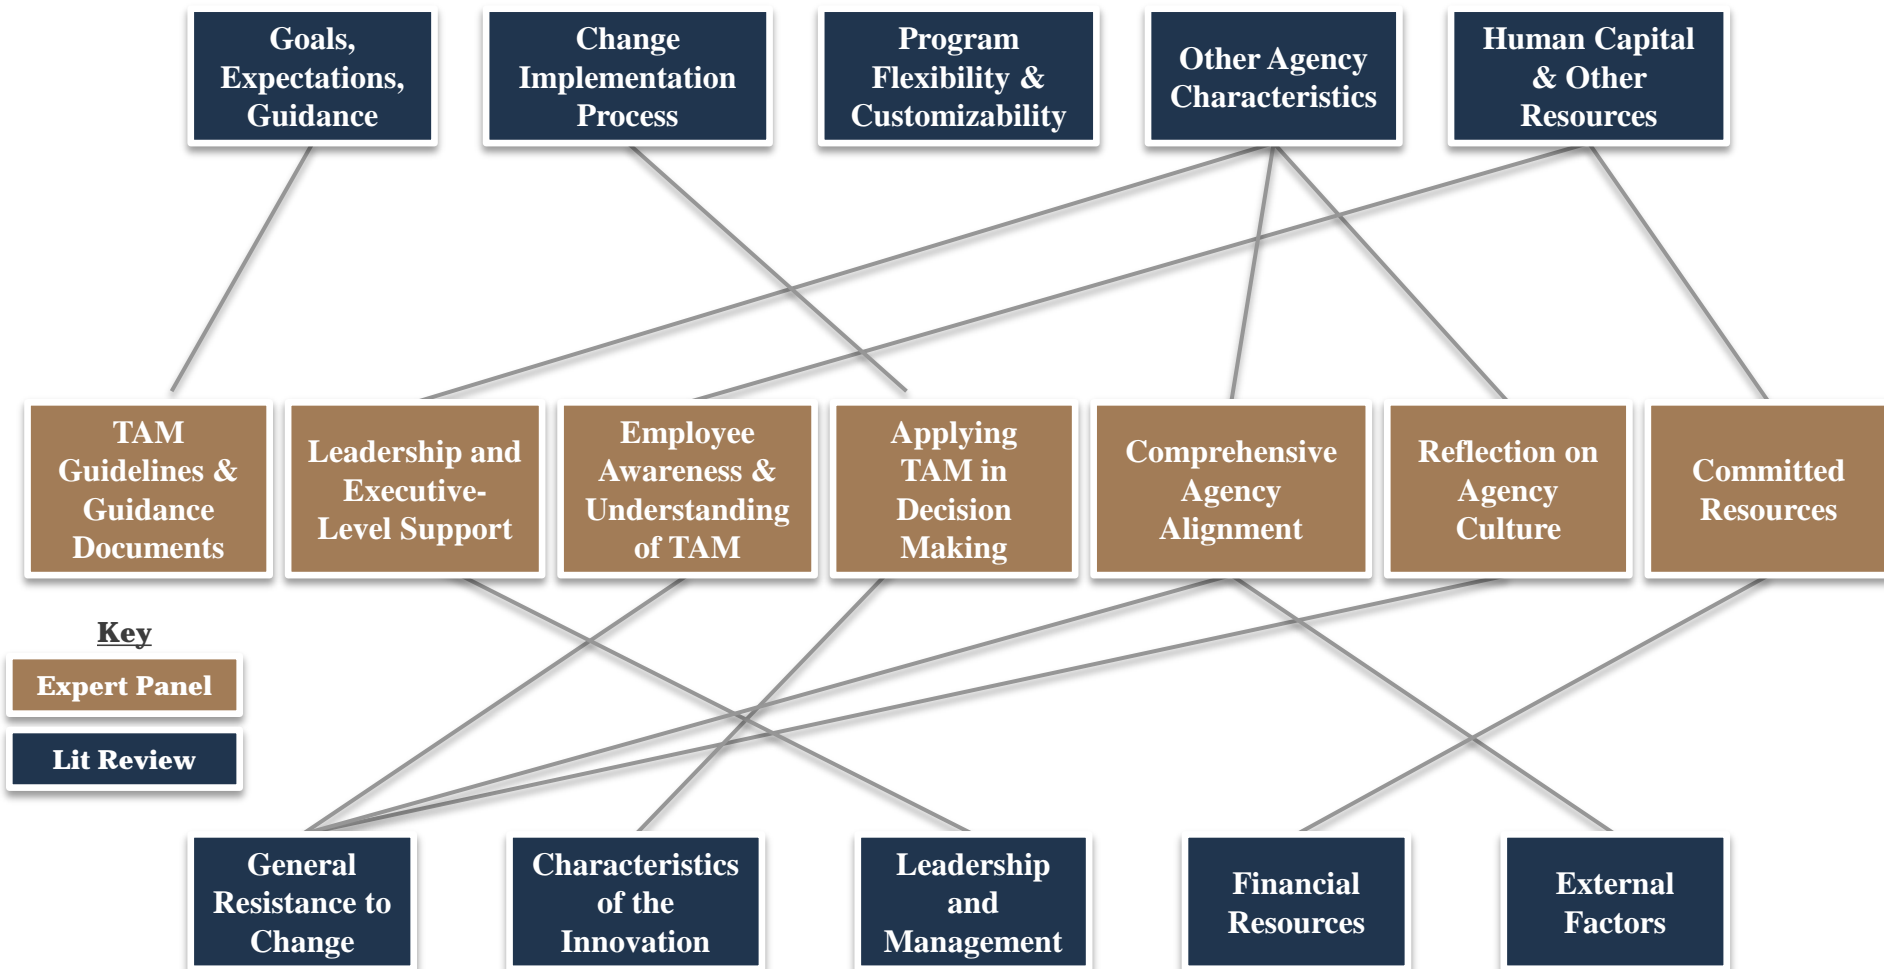 Goals,
Expectations,
Guidance
Change
Implementation
Process
Program
Flexibility &
Customizability
Other Agency
Characteristics
Human Capital
& Other
Resources
TAM
Guidelines &
Guidance
Documents
Leadership and
Executive-
Level Support
Employee
Awareness &
Understanding
of TAM
Applying
TAM in
Decision
Making
Comprehensive
Agency
Alignment
Reflection on
Agency
Culture
Committed
Resources
Key
Expert Panel
Lit Review
General
Resistance to
Change
Characteristics
of the
Innovation
Leadership
and
Management
Financial
Resources
External
Factors